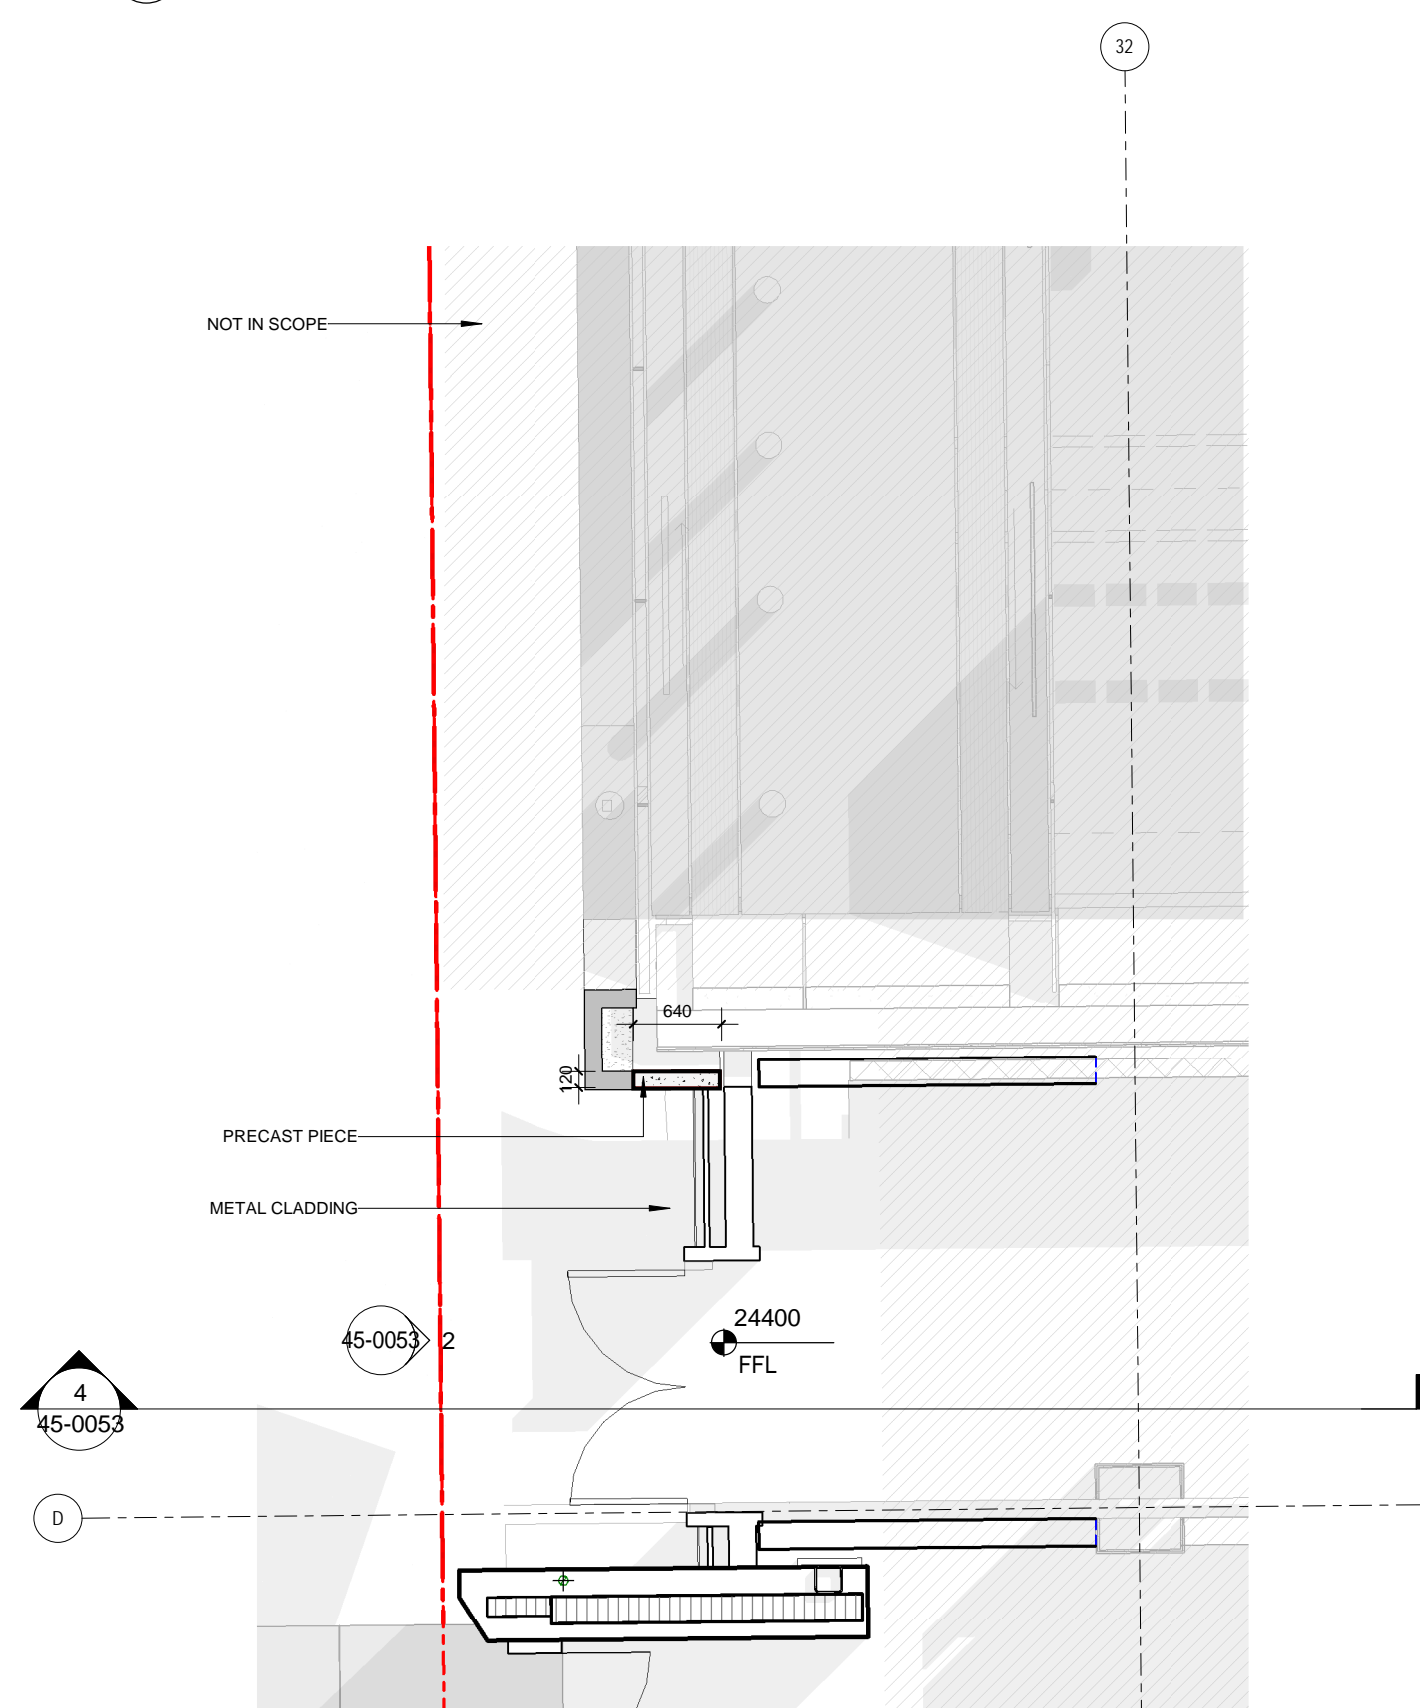 32
NOT IN SCOPE
640
120
PRECAST PIECE
METAL CLADDING
24400
FFL
45-0053 2
4
45-0053
D